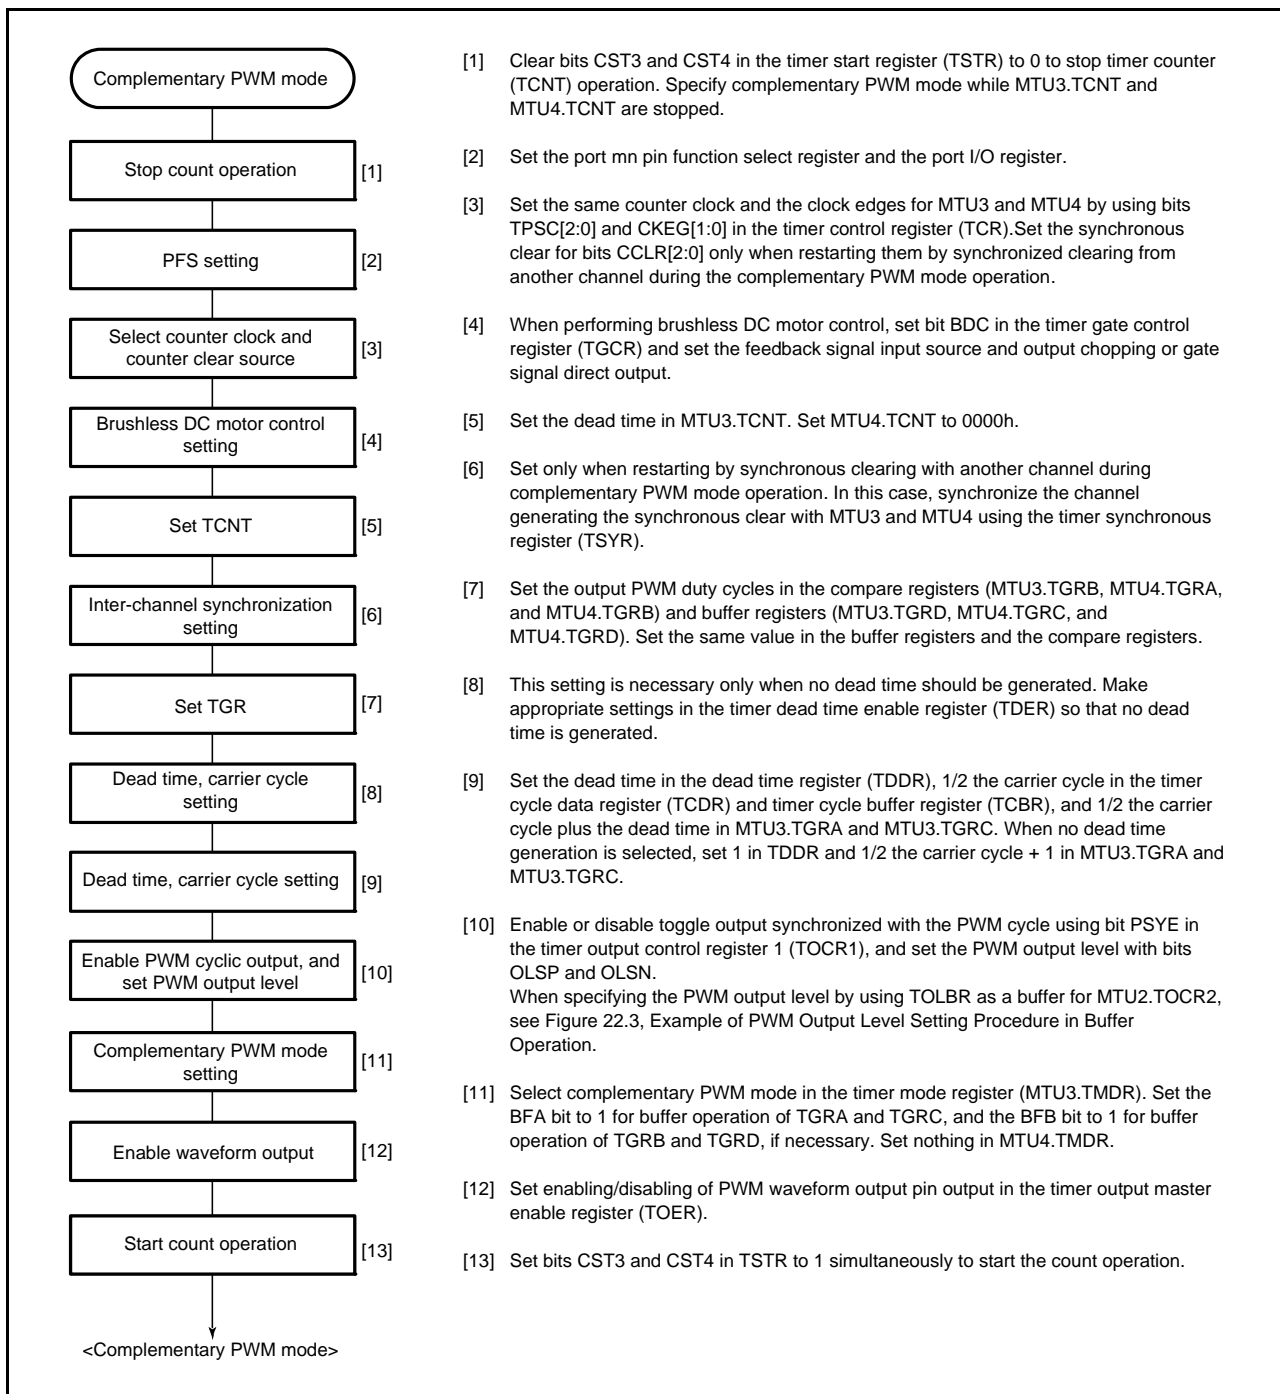 Complementary PWM mode
Stop count operation
[1]
PFS setting
[2]
Select counter clock and
counter clear source
[3]
Brushless DC motor control
setting
[4]
Set TCNT
[5]
Inter-channel synchronization
setting
[6]
Set TGR
[7]
Dead time, carrier cycle
setting
[8]
Dead time, carrier cycle setting
[9]
Enable PWM cyclic output, and
set PWM output level
[10]
Complementary PWM mode
setting
[11]
Enable waveform output
[12]
Start count operation
[13]
<Complementary PWM mode>
[1] Clear bits CST3 and CST4 in the timer start register (TSTR) to 0 to stop timer counter
(TCNT) operation. Specify complementary PWM mode while MTU3.TCNT and
MTU4.TCNT are stopped.
[2] Set the port mn pin function select register and the port I/O register.
[3] Set the same counter clock and the clock edges for MTU3 and MTU4 by using bits
TPSC[2:0] and CKEG[1:0] in the timer control register (TCR).Set the synchronous
clear for bits CCLR[2:0] only when restarting them by synchronized clearing from
another channel during the complementary PWM mode operation.
[4] When performing brushless DC motor control, set bit BDC in the timer gate control
register (TGCR) and set the feedback signal input source and output chopping or gate
signal direct output.
[5] Set the dead time in MTU3.TCNT. Set MTU4.TCNT to 0000h.
[6] Set only when restarting by synchronous clearing with another channel during
complementary PWM mode operation. In this case, synchronize the channel
generating the synchronous clear with MTU3 and MTU4 using the timer synchronous
register (TSYR).
[7] Set the output PWM duty cycles in the compare registers (MTU3.TGRB, MTU4.TGRA,
and MTU4.TGRB) and buffer registers (MTU3.TGRD, MTU4.TGRC, and
MTU4.TGRD). Set the same value in the buffer registers and the compare registers.
[8] This setting is necessary only when no dead time should be generated. Make
appropriate settings in the timer dead time enable register (TDER) so that no dead
time is generated.
[9] Set the dead time in the dead time register (TDDR), 1/2 the carrier cycle in the timer
cycle data register (TCDR) and timer cycle buffer register (TCBR), and 1/2 the carrier
cycle plus the dead time in MTU3.TGRA and MTU3.TGRC. When no dead time
generation is selected, set 1 in TDDR and 1/2 the carrier cycle + 1 in MTU3.TGRA and
MTU3.TGRC.
[10] Enable or disable toggle output synchronized with the PWM cycle using bit PSYE in
the timer output control register 1 (TOCR1), and set the PWM output level with bits
OLSP and OLSN.
When specifying the PWM output level by using TOLBR as a buffer for MTU2.TOCR2,
see Figure 22.3, Example of PWM Output Level Setting Procedure in Buffer
Operation.
[11] Select complementary PWM mode in the timer mode register (MTU3.TMDR). Set the
BFA bit to 1 for buffer operation of TGRA and TGRC, and the BFB bit to 1 for buffer
operation of TGRB and TGRD, if necessary. Set nothing in MTU4.TMDR.
[12] Set enabling/disabling of PWM waveform output pin output in the timer output master
enable register (TOER).
[13] Set bits CST3 and CST4 in TSTR to 1 simultaneously to start the count operation.